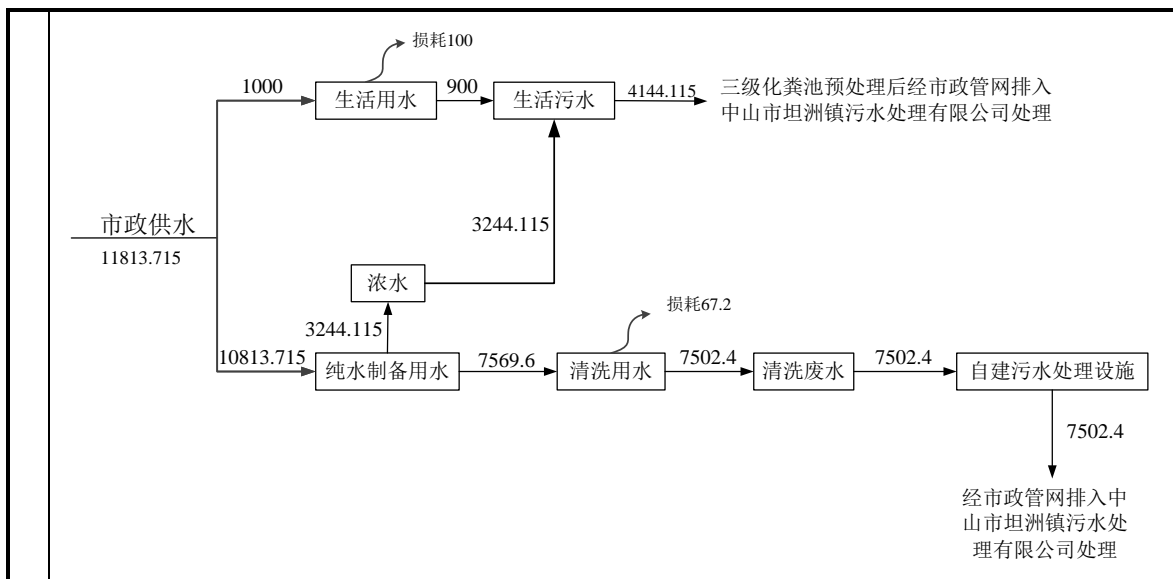 损耗100
1000
生活用水
900
生活污水
4144.115
三级化粪池预处理后经市政管网排入
中山市坦洲镇污水处理有限公司处理
市政供水
11813.715
3244.115
浓水
3244.115
损耗67.2
10813.715
纯水制备用水
7569.6
清洗用水
7502.4
清洗废水
7502.4
自建污水处理设施
7502.4
经市政管网排入中
山市坦洲镇污水处
理有限公司处理